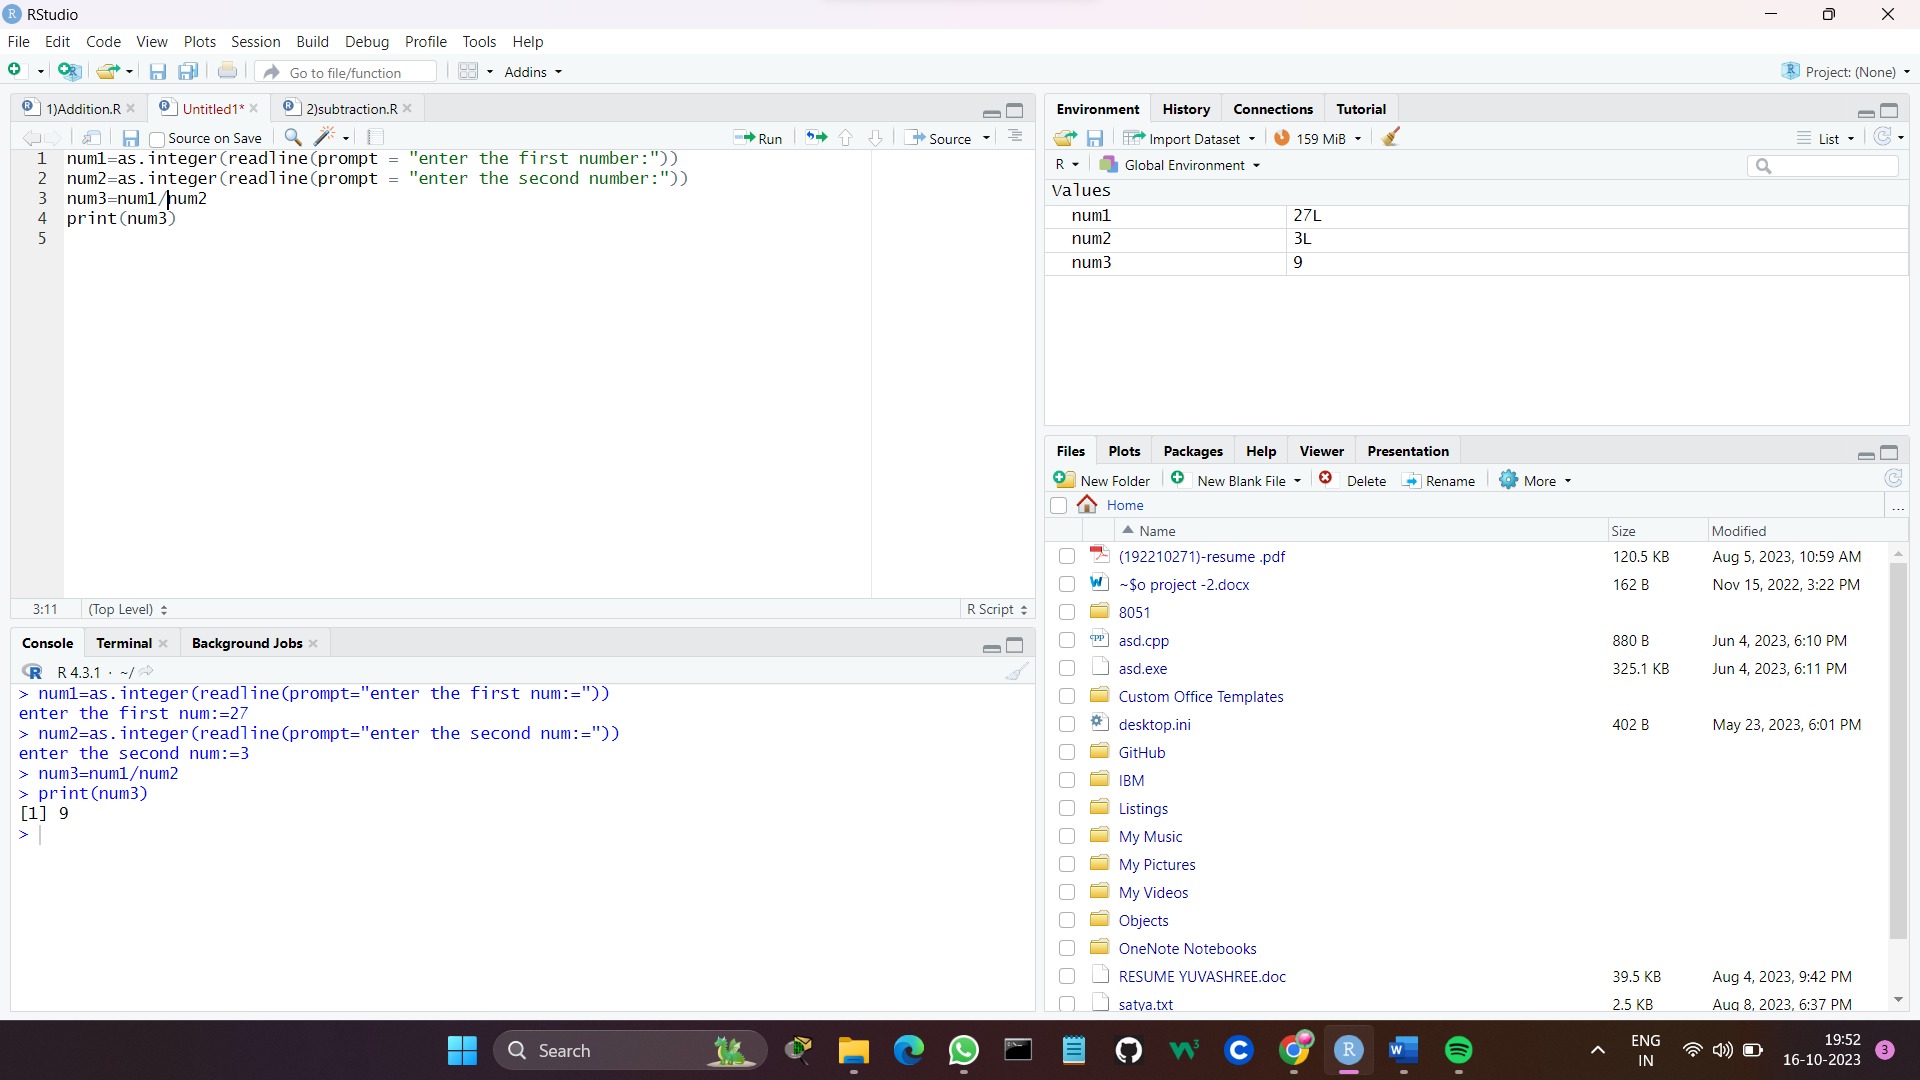 RStudio
File Edit Code View Plots Session Build Debug Profile Tools Help
Go to file/function Addins Project: (None)
1)Addition.R Untitled1* 2)subtraction.R
Source on Save Run Source
1 num1=as.integer(readline(prompt = "enter the first number:"))
2 num2=as.integer(readline(prompt = "enter the second number:"))
3 num3=num1/num2
4 print(num3)
5
3:11 (Top Level) R Script
Console Terminal Background Jobs
R 4.3.1 · ~/
> num1=as.integer(readline(prompt="enter the first num:="))
enter the first num:=27
> num2=as.integer(readline(prompt="enter the second num:="))
enter the second num:=3
> num3=num1/num2
> print(num3)
[1] 9
>
Environment History Connections Tutorial
Import Dataset 159 MiB List
R Global Environment
Values
num1 27L
num2 3L
num3 9
Files Plots Packages Help Viewer Presentation
New Folder New Blank File Delete Rename More
Home ...
Name Size Modified
(192210271)-resume .pdf 120.5 KB Aug 5, 2023, 10:59 AM
~$o project -2.docx 162 B Nov 15, 2022, 3:22 PM
8051
asd.cpp 880 B Jun 4, 2023, 6:10 PM
asd.exe 325.1 KB Jun 4, 2023, 6:11 PM
Custom Office Templates
desktop.ini 402 B May 23, 2023, 6:01 PM
GitHub
IBM
Listings
My Music
My Pictures
My Videos
Objects
OneNote Notebooks
RESUME YUVASHREE.doc 39.5 KB Aug 4, 2023, 9:42 PM
satya.txt 2.5 KB Aug 8, 2023, 6:37 PM
Search
ENG
IN
19:52
16-10-2023
3